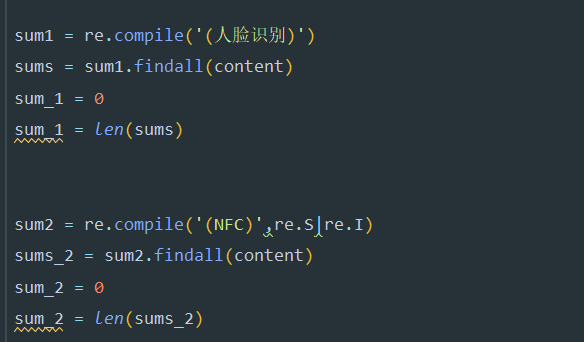 sum1 = re.compile('(人脸识别)')
sums = sum1.findall(content)
sum_1 = 0
sum_1 = len(sums)
sum2 = re.compile('(NFC)',re.S|re.I)
sums_2 = sum2.findall(content)
sum_2 = 0
sum_2 = len(sums_2)